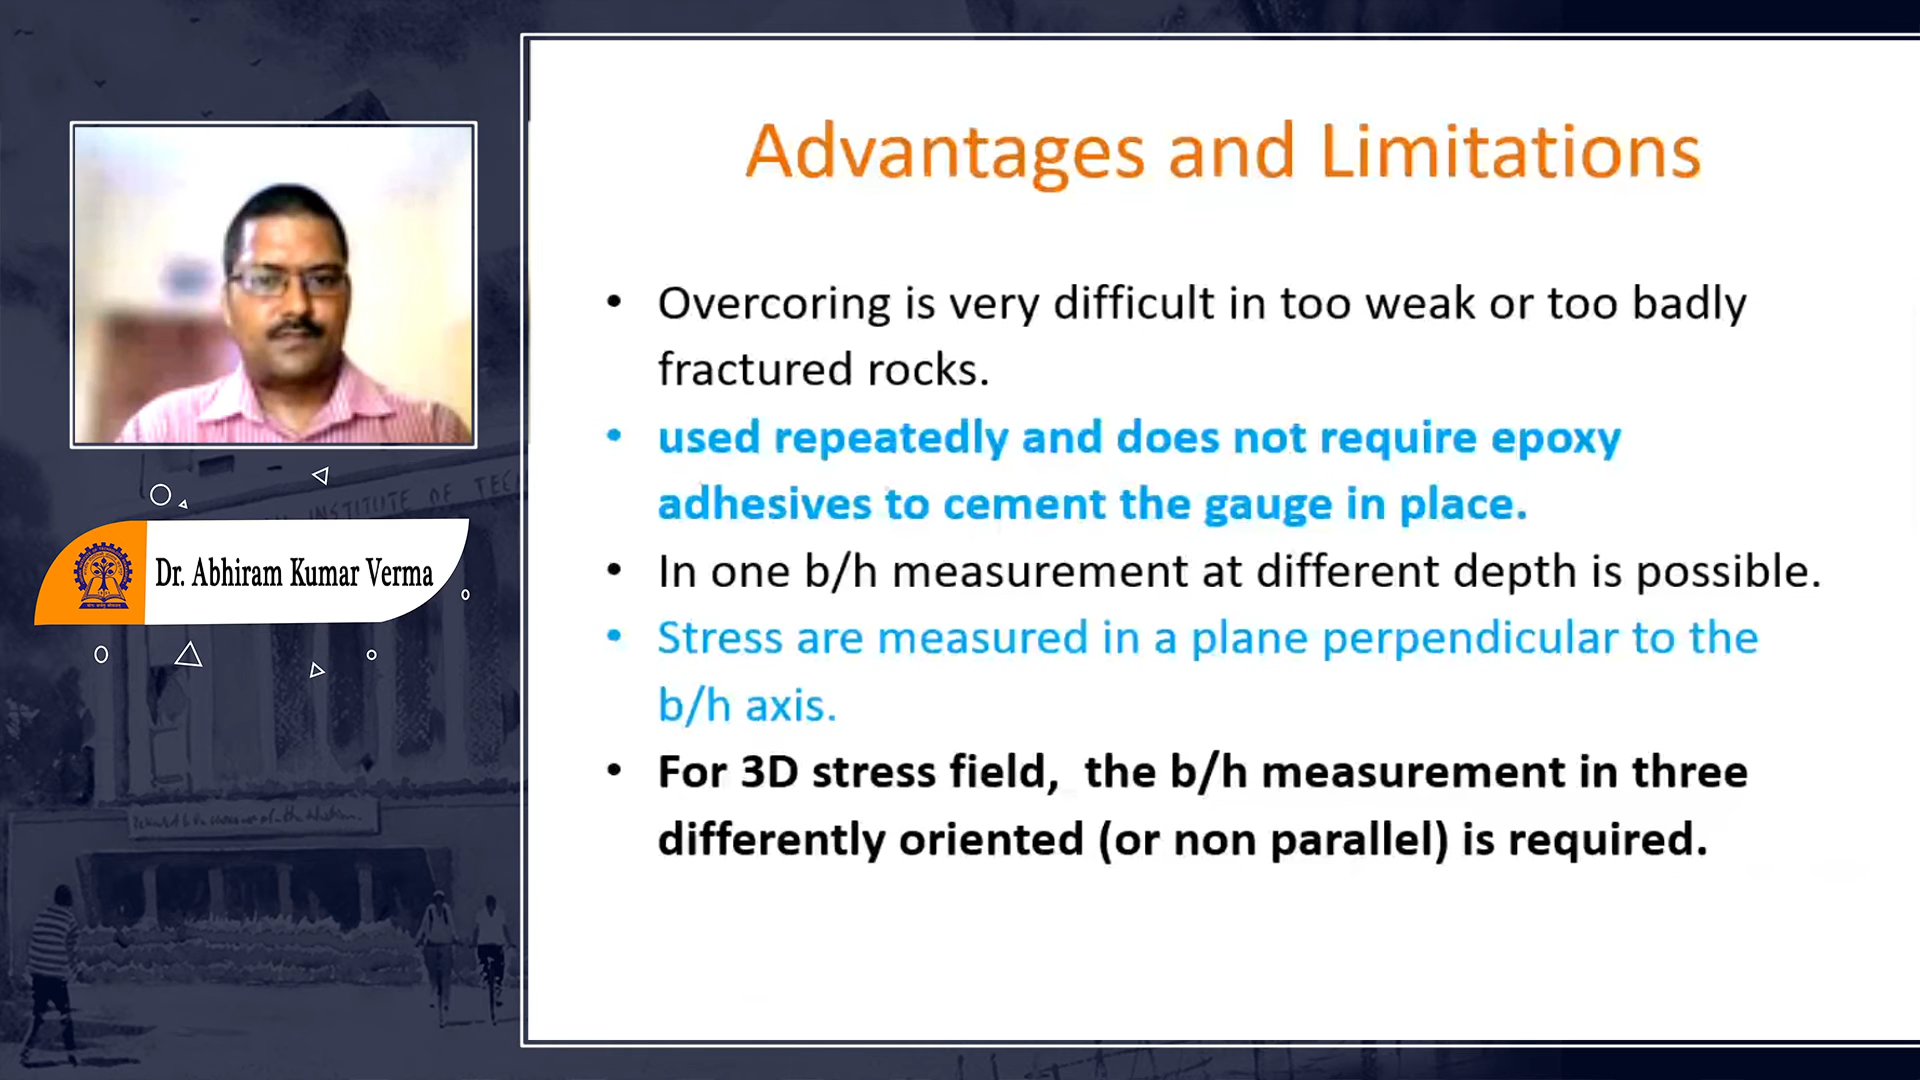 Advantages and Limitations
• Overcoring is very difficult in too weak or too badly
fractured rocks.
• used repeatedly and does not require epoxy
adhesives to cement the gauge in place.
• In one b/h measurement at different depth is possible.
• Stress are measured in a plane perpendicular to the
b/h axis.
• For 3D stress field, the b/h measurement in three
differently oriented (or non parallel) is required.
INSTITUTE OF TEC
Dr. Abhiram Kumar Verma